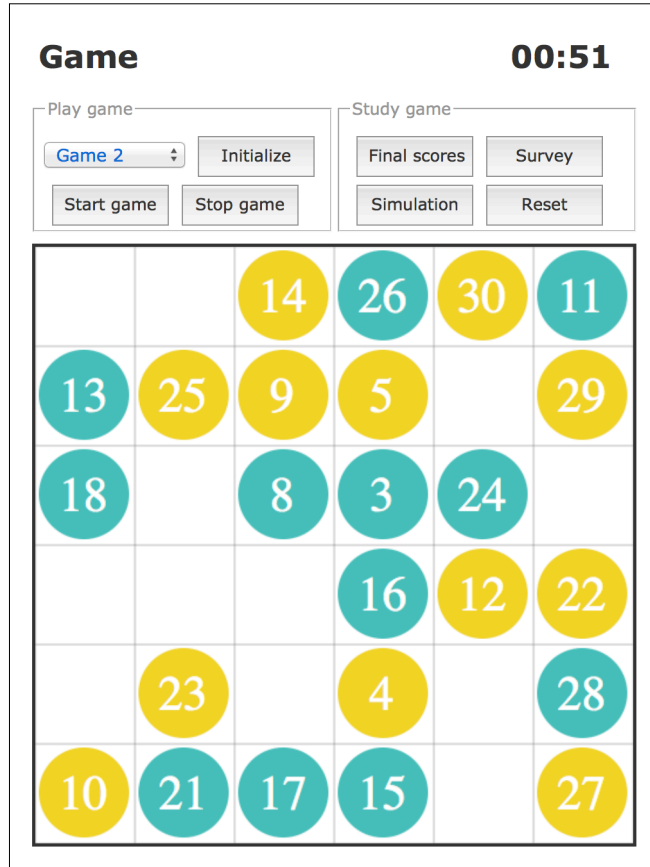 Game 00:51
Play game Study game
Game 2 Initialize Final scores Survey
Start game Stop game Simulation Reset
14 26 30 11
13 25 9 5 29
18 8 3 24
16 12 22
23 4 28
10 21 17 15 27